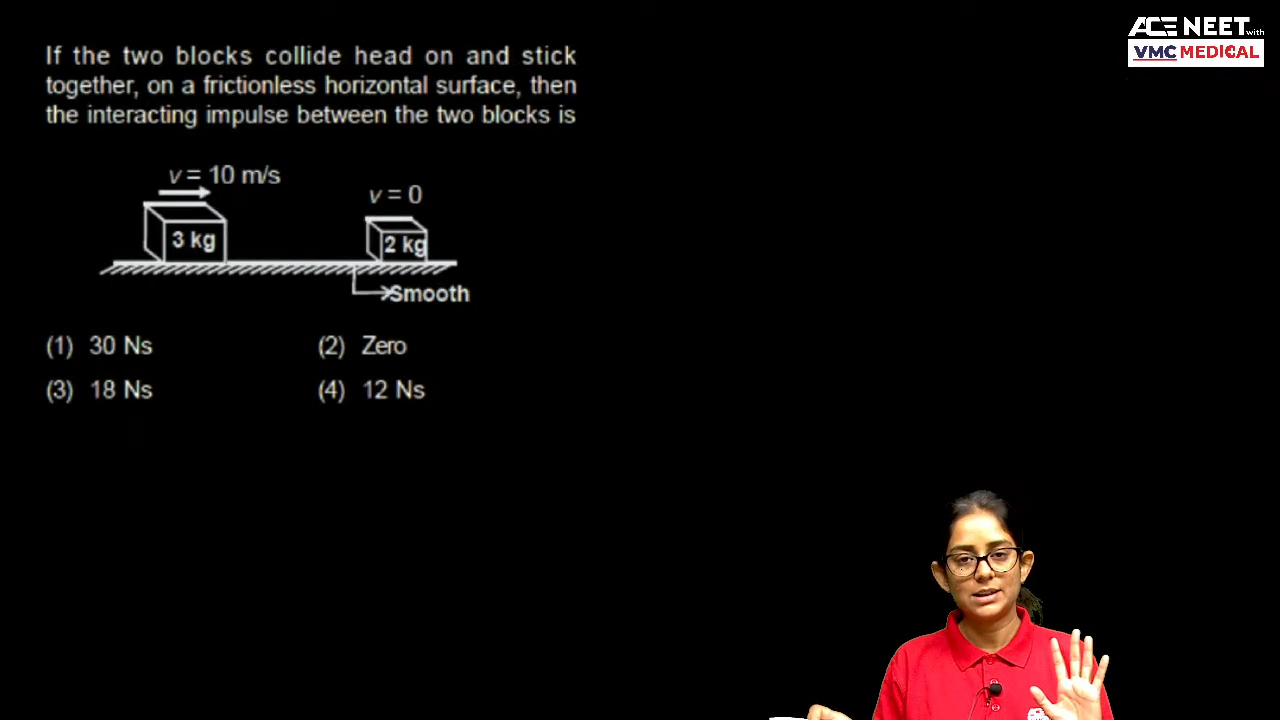 ACE NEET with
VMC MEDICAL
If the two blocks collide head on and stick
together, on a frictionless horizontal surface, then
the interacting impulse between the two blocks is
v = 10 m/s
v = 0
3 kg
2 kg
Smooth
(1) 30 Ns (2) Zero
(3) 18 Ns (4) 12 Ns